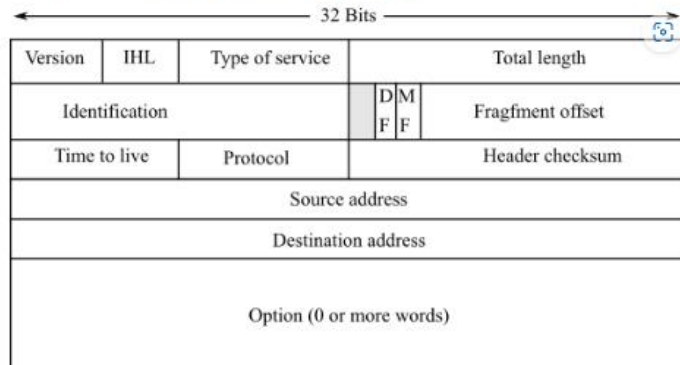 32 Bits
Version IHL Type of service Total length
Identification D F M F Fragfment offset
Time to live Protocol Header checksum
Source address
Destination address
Option (0 or more words)